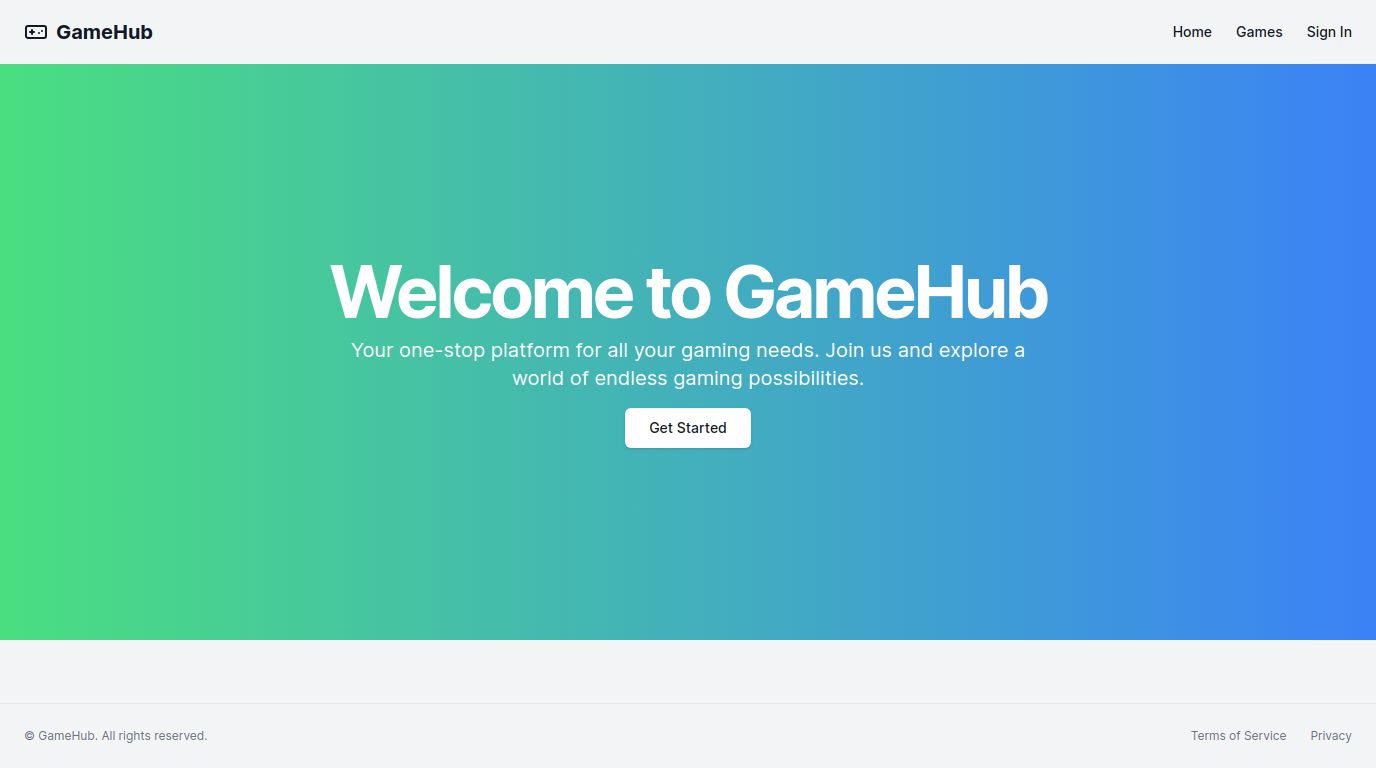 GameHub
Home Games Sign In
Welcome to GameHub
Your one-stop platform for all your gaming needs. Join us and explore a
world of endless gaming possibilities.
Get Started
© GameHub. All rights reserved.
Terms of Service Privacy